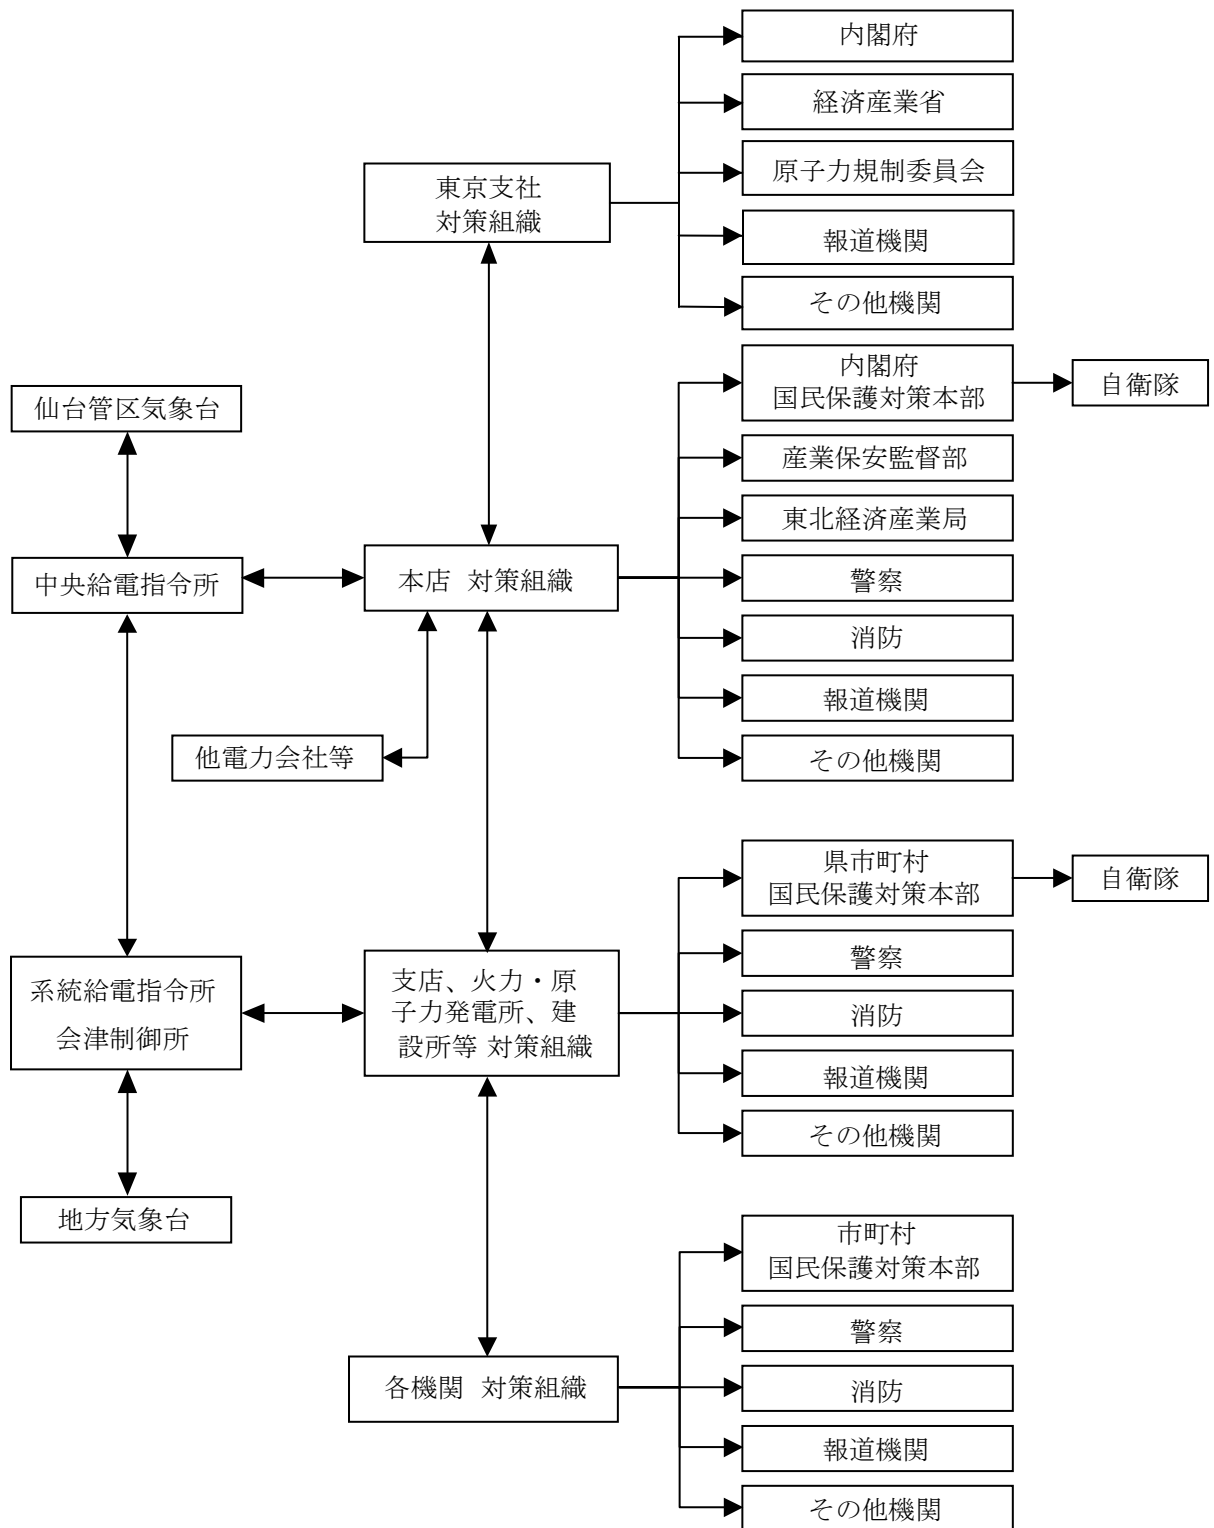 内閣府
経済産業省
原子力規制委員会
報道機関
その他機関
東京支社
対策組織
内閣府
国民保護対策本部
自衛隊
産業保安監督部
東北経済産業局
警察
消防
報道機関
その他機関
仙台管区気象台
中央給電指令所
本店 対策組織
他電力会社等
県市町村
国民保護対策本部
自衛隊
警察
消防
報道機関
その他機関
系統給電指令所
会津制御所
支店、火力・原
子力発電所、建
設所等 対策組織
地方気象台
市町村
国民保護対策本部
警察
消防
報道機関
その他機関
各機関 対策組織